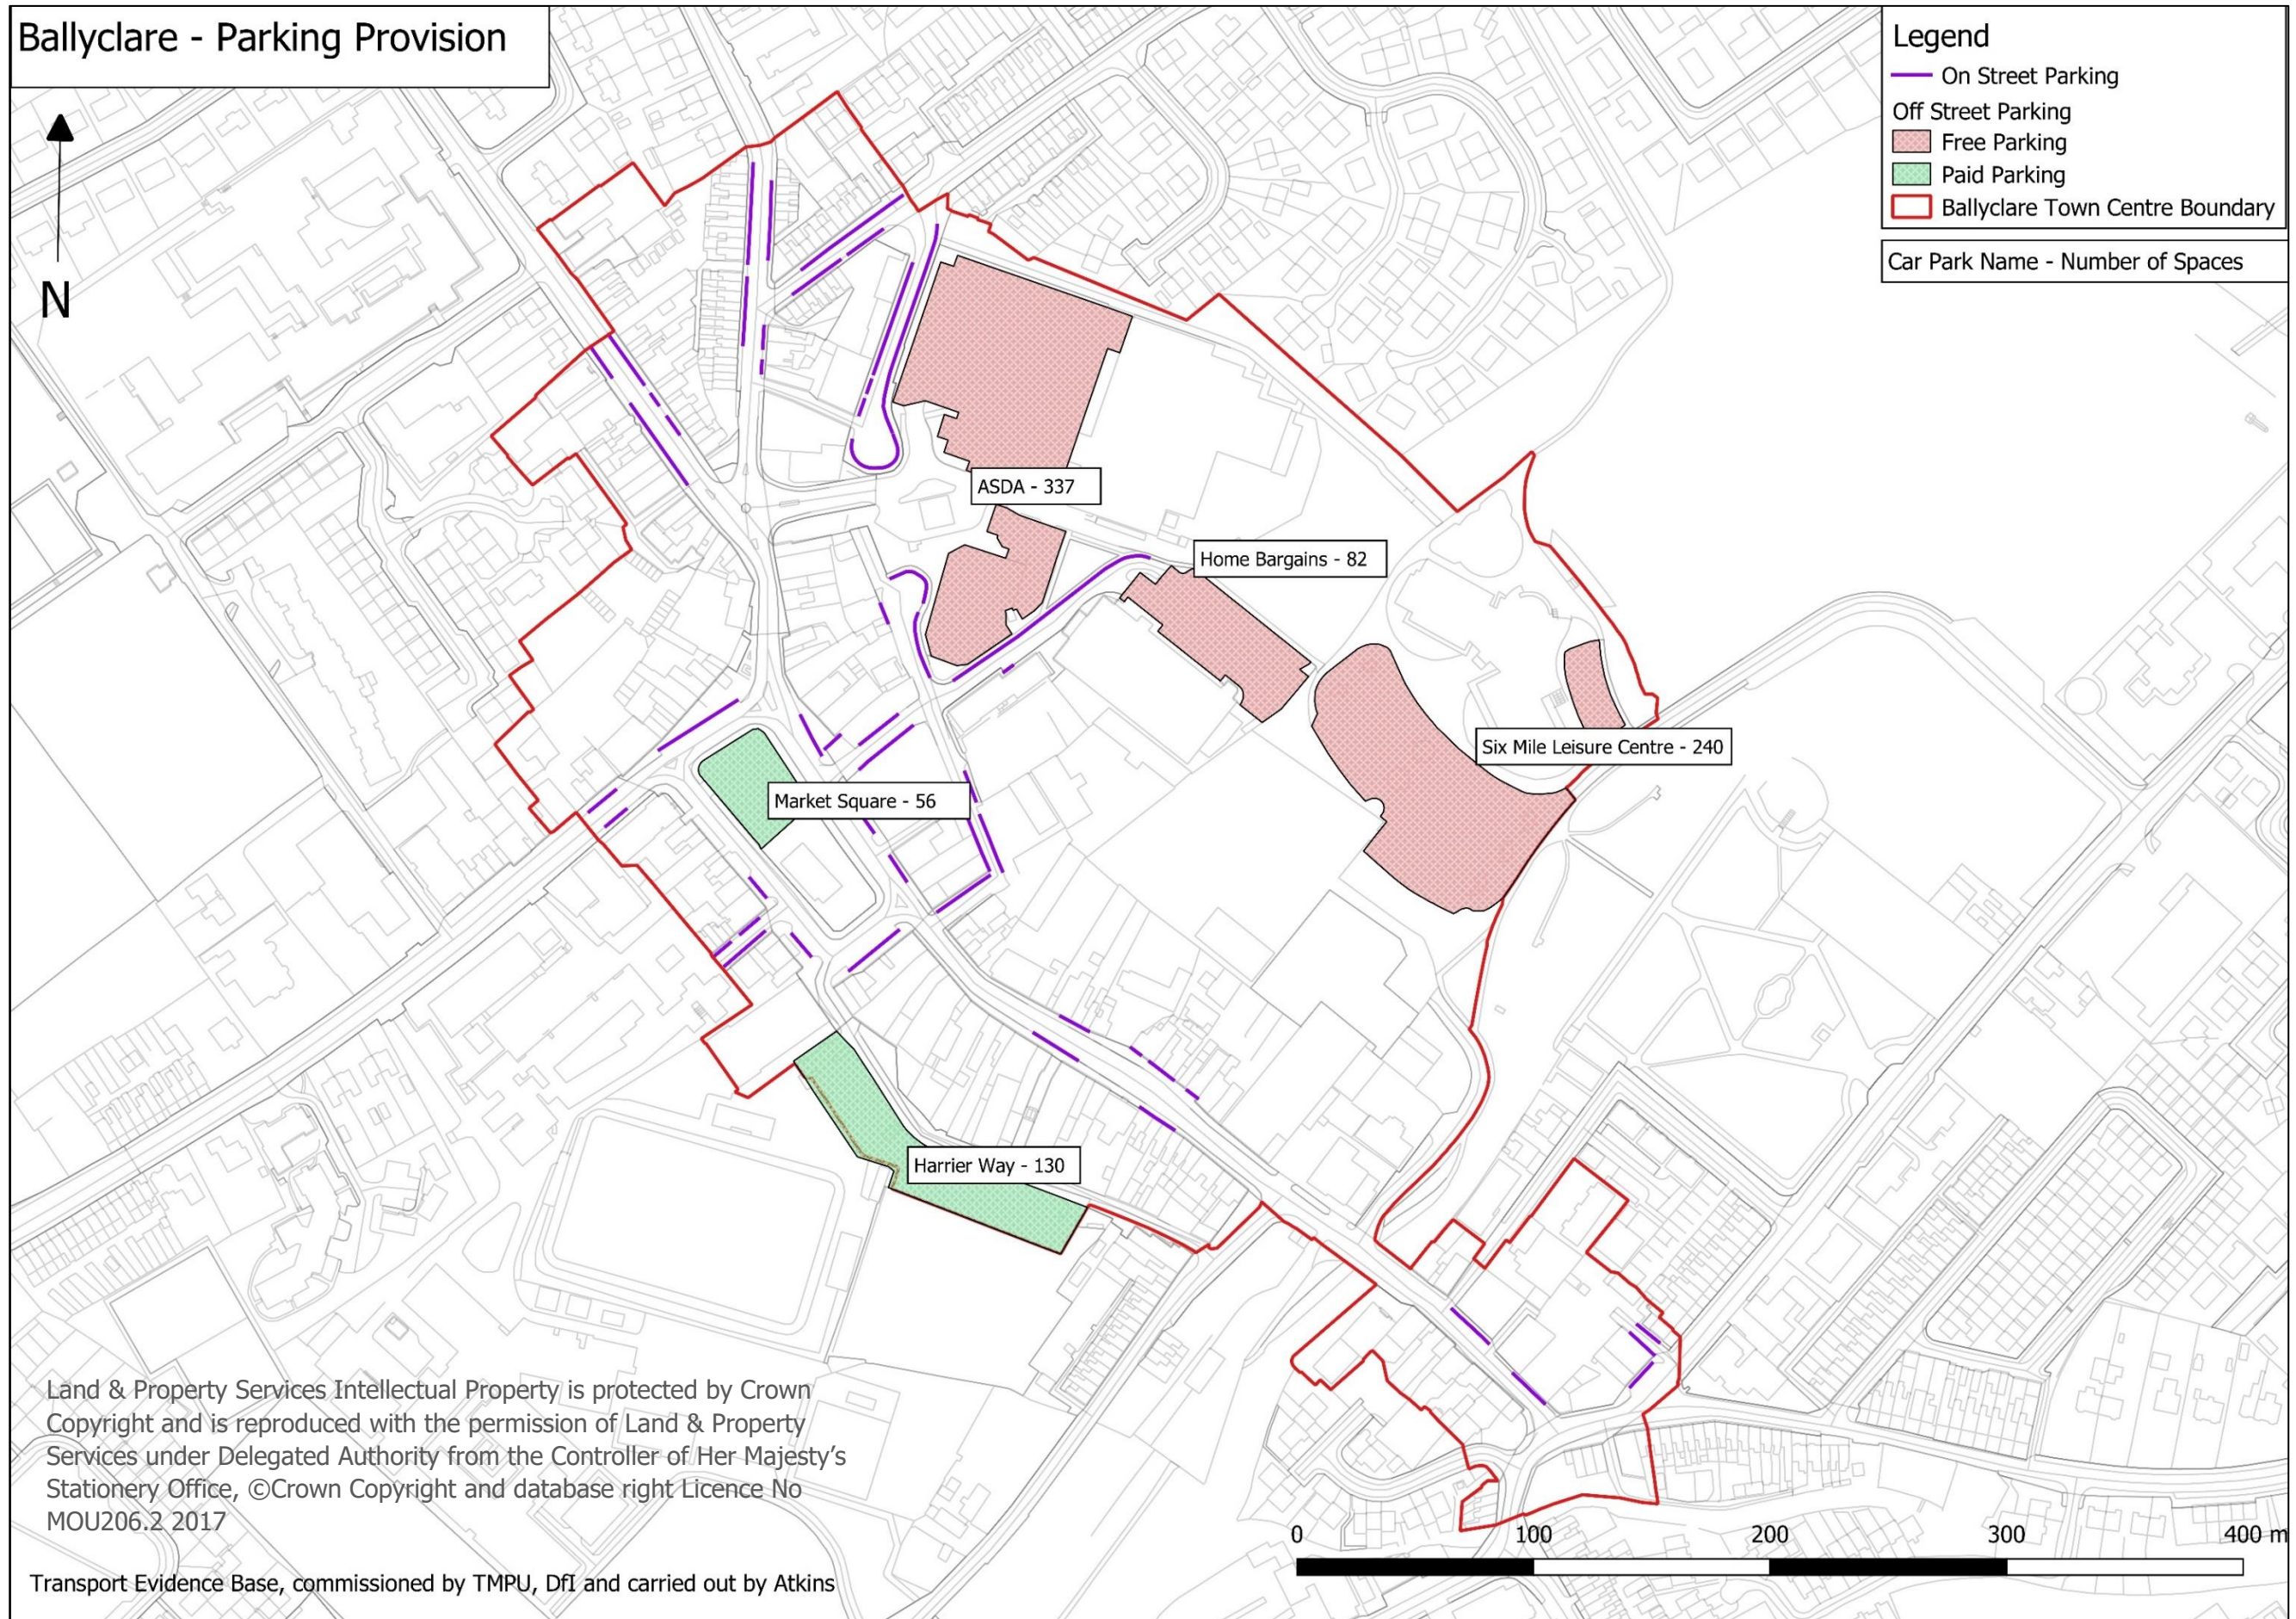 Ballyclare - Parking Provision
Legend
On Street Parking
Off Street Parking
Free Parking
Paid Parking
Ballyclare Town Centre Boundary
Car Park Name - Number of Spaces
N
ASDA - 337
Home Bargains - 82
Six Mile Leisure Centre - 240
Market Square - 56
Harrier Way - 130
Land & Property Services Intellectual Property is protected by Crown
Copyright and is reproduced with the permission of Land & Property
Services under Delegated Authority from the Controller of Her Majesty's
Stationery Office, ©Crown Copyright and database right Licence No
MOU206.2 2017
Transport Evidence Base, commissioned by TMPU, DfI and carried out by Atkins
0 100 200 300 400 m